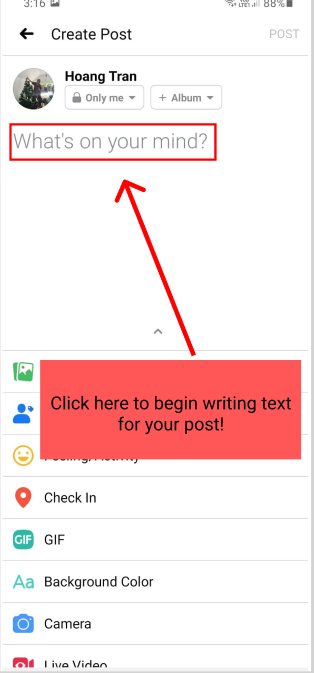 3:16 88%
Create Post POST
Hoang Tran
Only me + Album
What's on your mind?
Click here to begin writing text
for your post!
Feeling/Activity
Check In
GIF GIF
Aa Background Color
Camera
Live Video